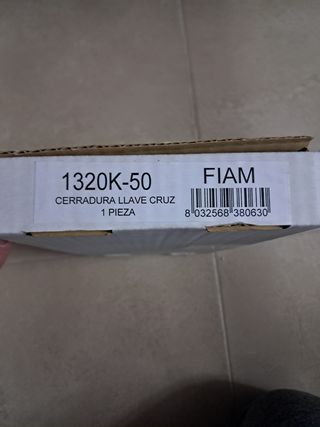 1320K-50
CERRADURA LLAVE CRUZ
1 PIEZA
FIAM
8 032568 380630